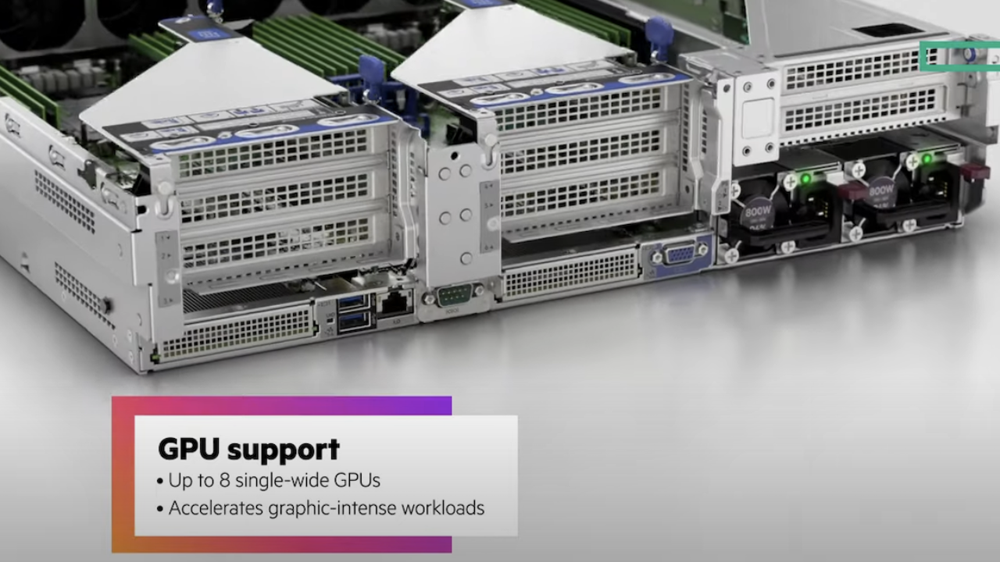 800W
800W
GPU support
• Up to 8 single-wide GPUs
• Accelerates graphic-intense workloads